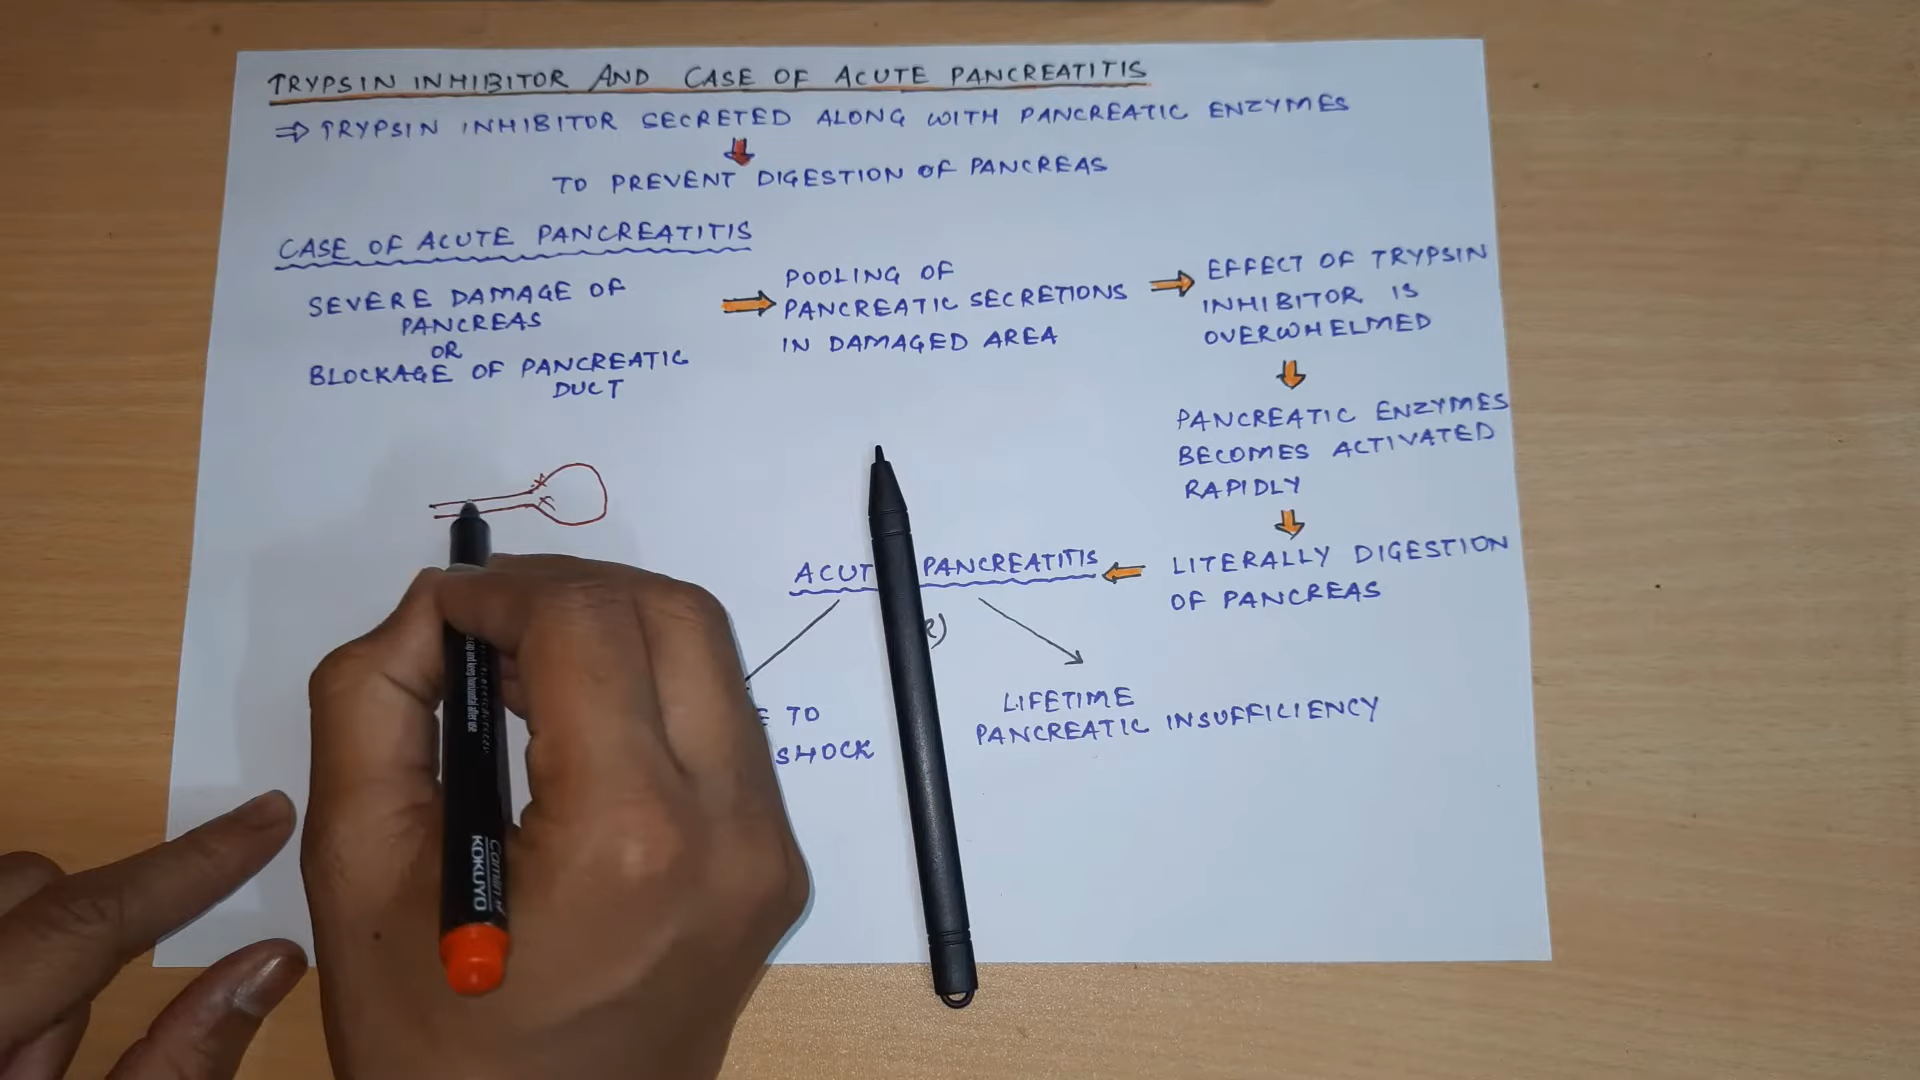 TRYPSIN INHIBITOR AND CASE OF ACUTE PANCREATITIS
⇒ TRYPSIN INHIBITOR SECRETED ALONG WITH PANCREATIC ENZYMES
TO PREVENT DIGESTION OF PANCREAS
CASE OF ACUTE PANCREATITIS
SEVERE DAMAGE OF
PANCREAS
OR
BLOCKAGE OF PANCREATIC
DUCT
POOLING OF
PANCREATIC SECRETIONS
IN DAMAGED AREA
EFFECT OF TRYPSIN
INHIBITOR IS
OVERWHELMED
PANCREATIC ENZYMES
BECOMES ACTIVATED
RAPIDLY
LITERALLY DIGESTION
OF PANCREAS
ACUT PANCREATITIS
R)
E TO
SHOCK
LIFETIME
PANCREATIC INSUFFICIENCY
Camlin
KOKUYO